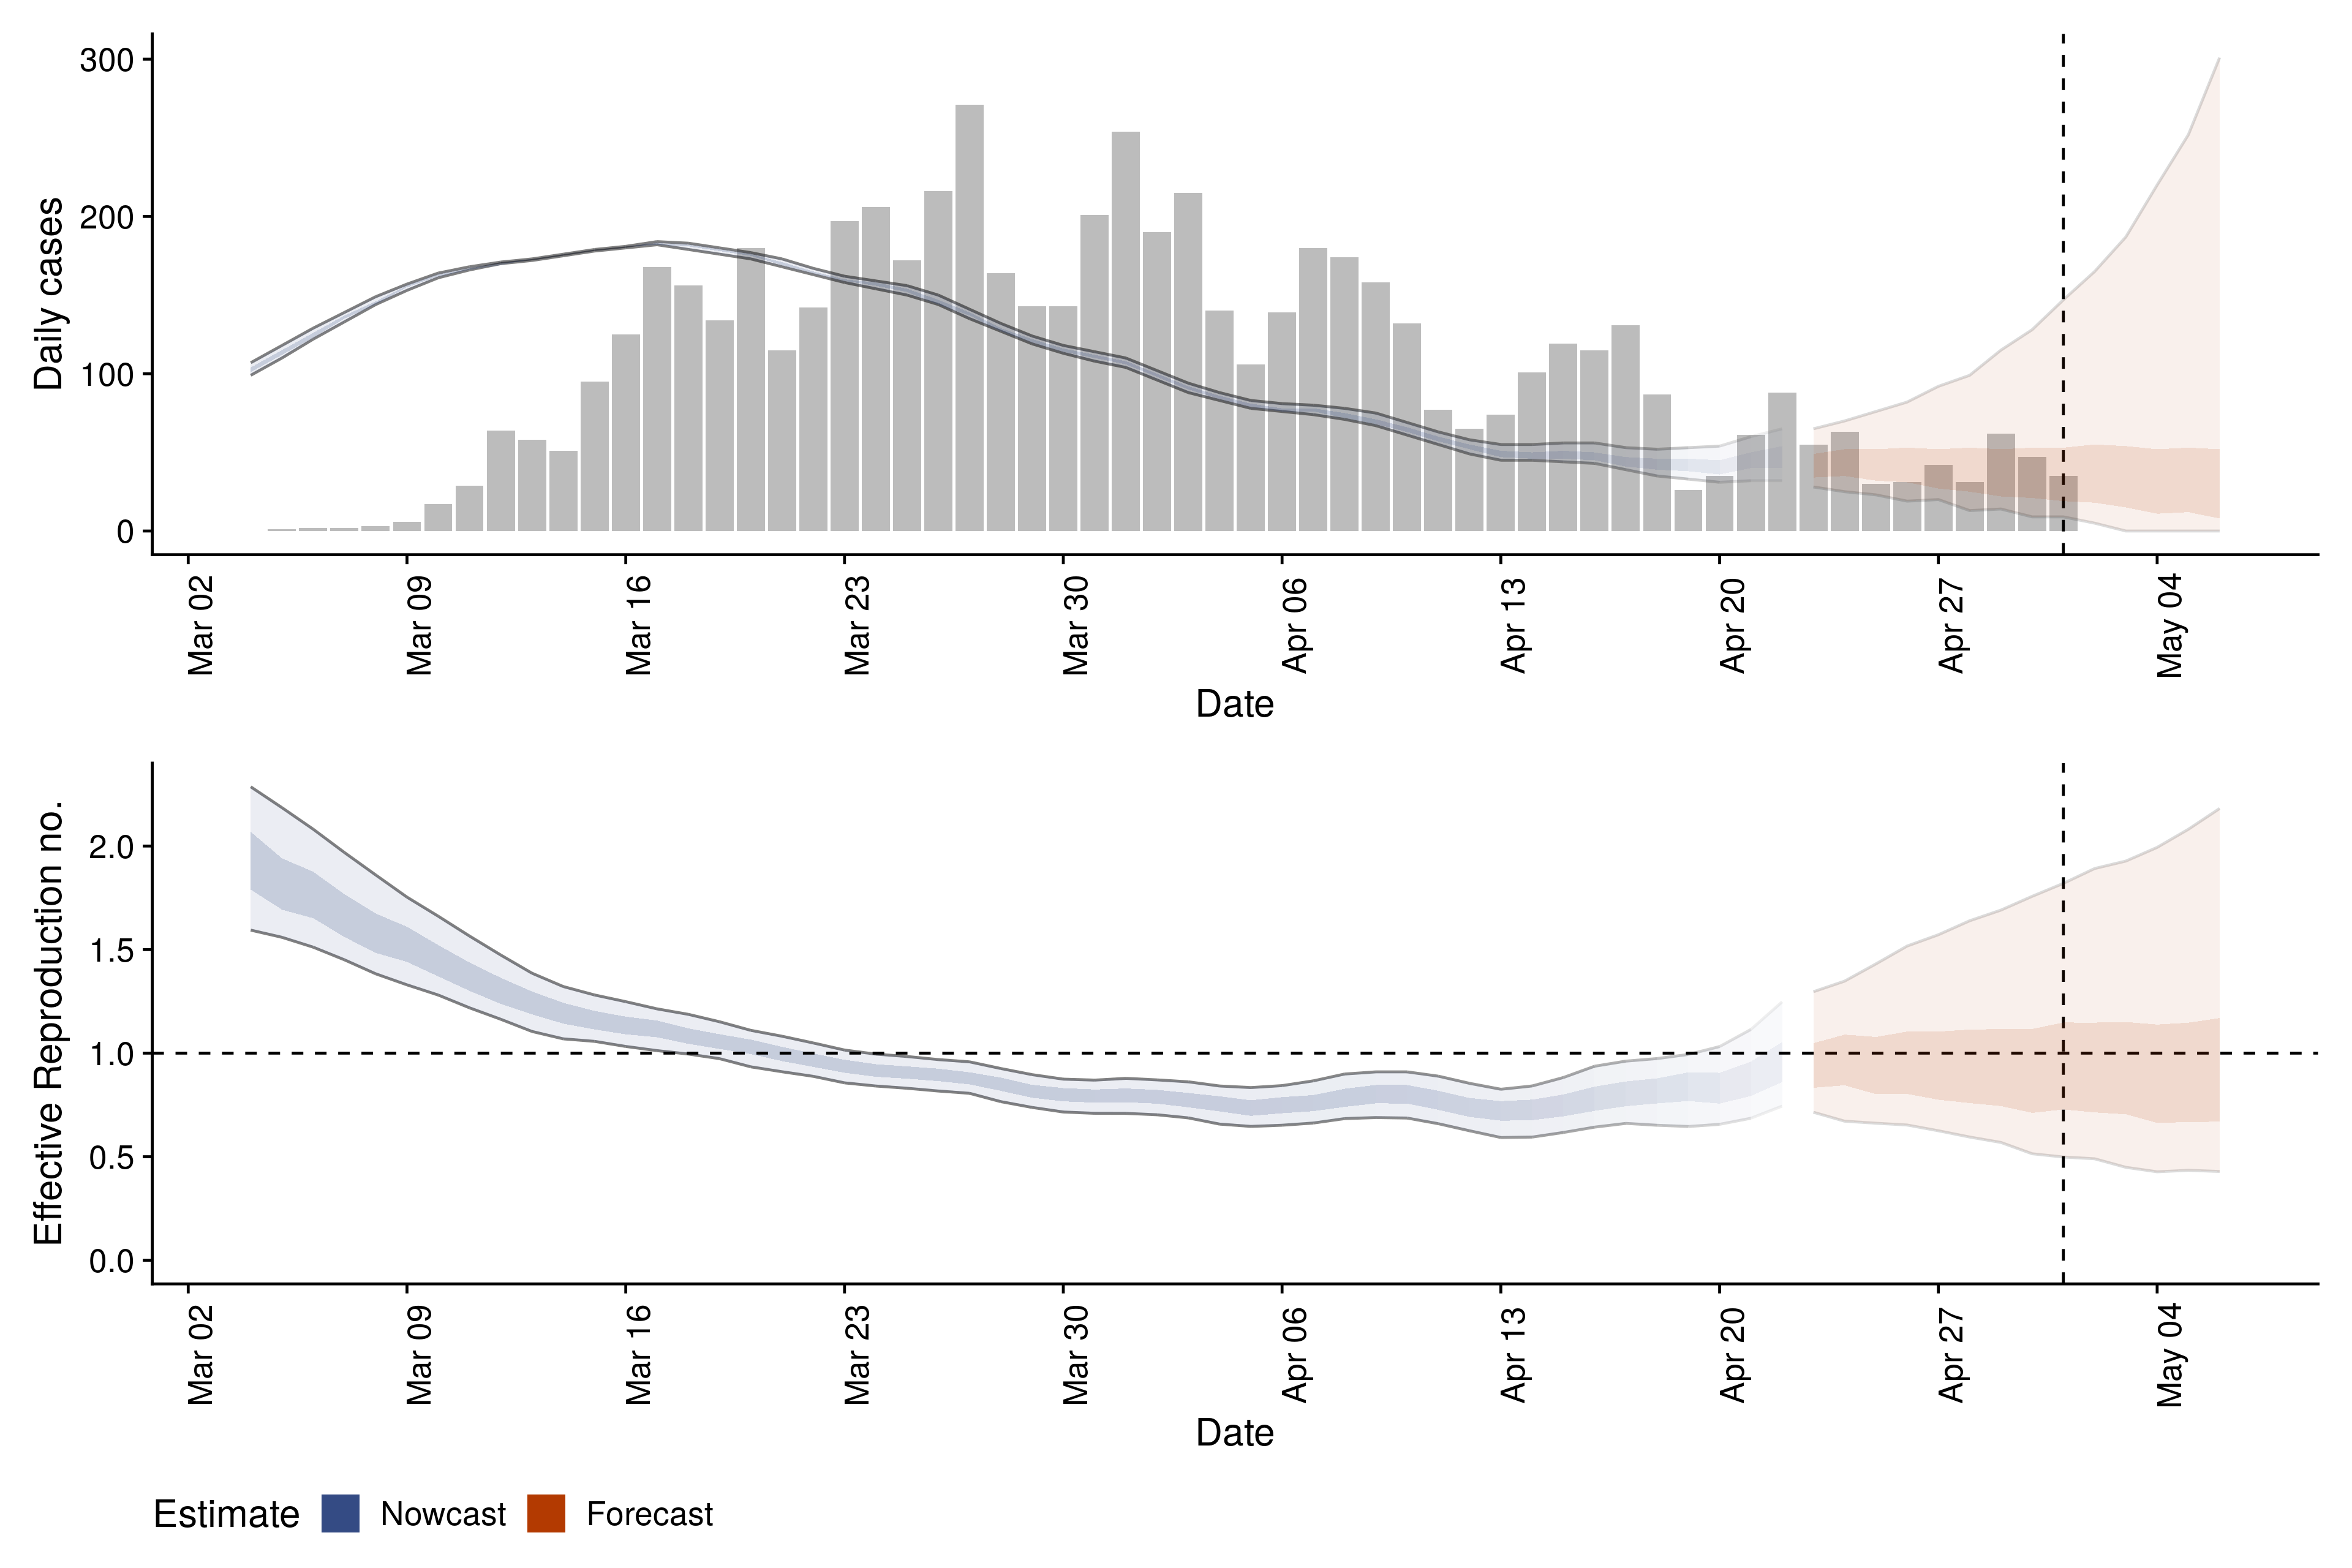 Daily cases
300
200
100
0
Mar 02
Mar 09
Mar 16
Mar 23
Mar 30
Apr 06
Apr 13
Apr 20
Apr 27
May 04
Date
Effective Reproduction no.
2.0
1.5
1.0
0.5
0.0
Mar 02
Mar 09
Mar 16
Mar 23
Mar 30
Apr 06
Apr 13
Apr 20
Apr 27
May 04
Date
Estimate Nowcast Forecast